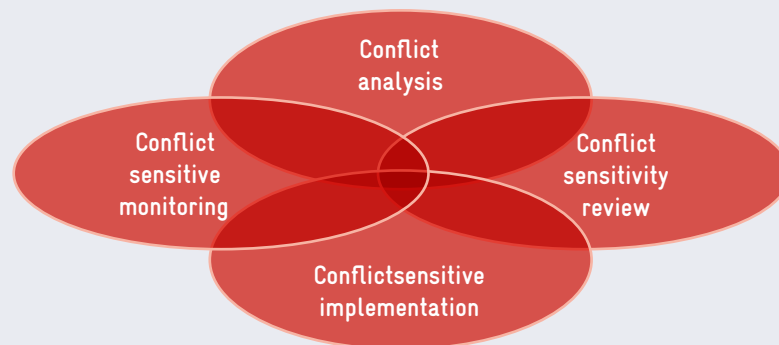 Conflict
analysis
Conflict
sensitive
monitoring
Conflict
sensitivity
review
Conflictsensitive
implementation